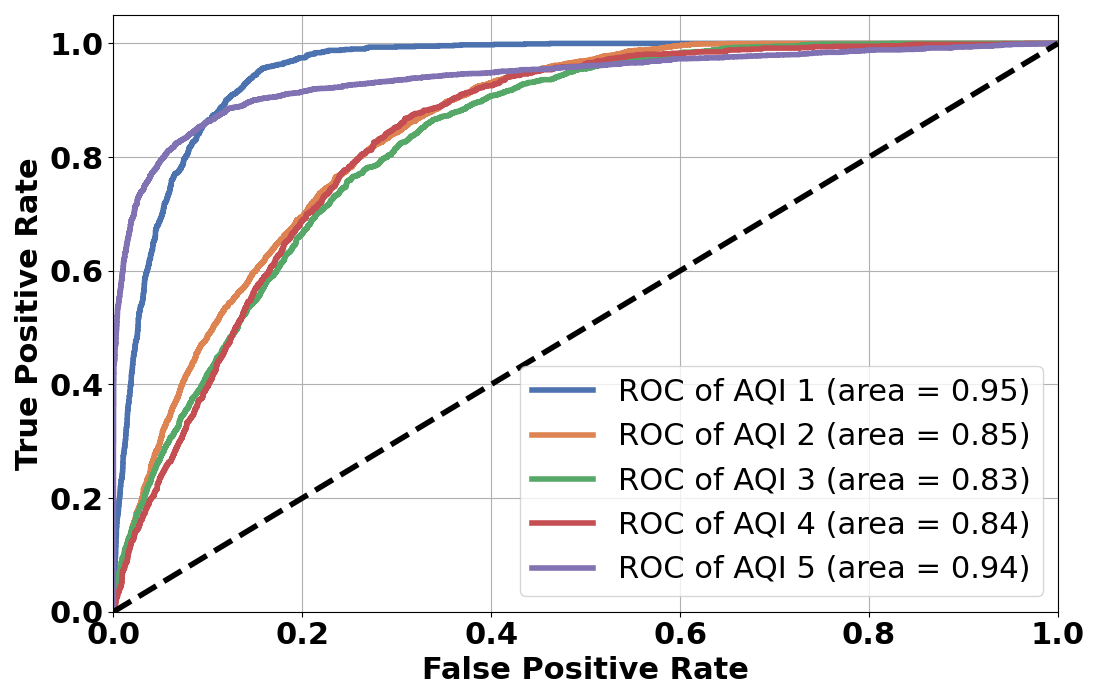 1.0
0.8
0.6
0.4
0.2
0.0
True Positive Rate
ROC of AQI 1 (area = 0.95)
ROC of AQI 2 (area = 0.85)
ROC of AQI 3 (area = 0.83)
ROC of AQI 4 (area = 0.84)
ROC of AQI 5 (area = 0.94)
0.0 0.2 0.4 0.6 0.8 1.0
False Positive Rate